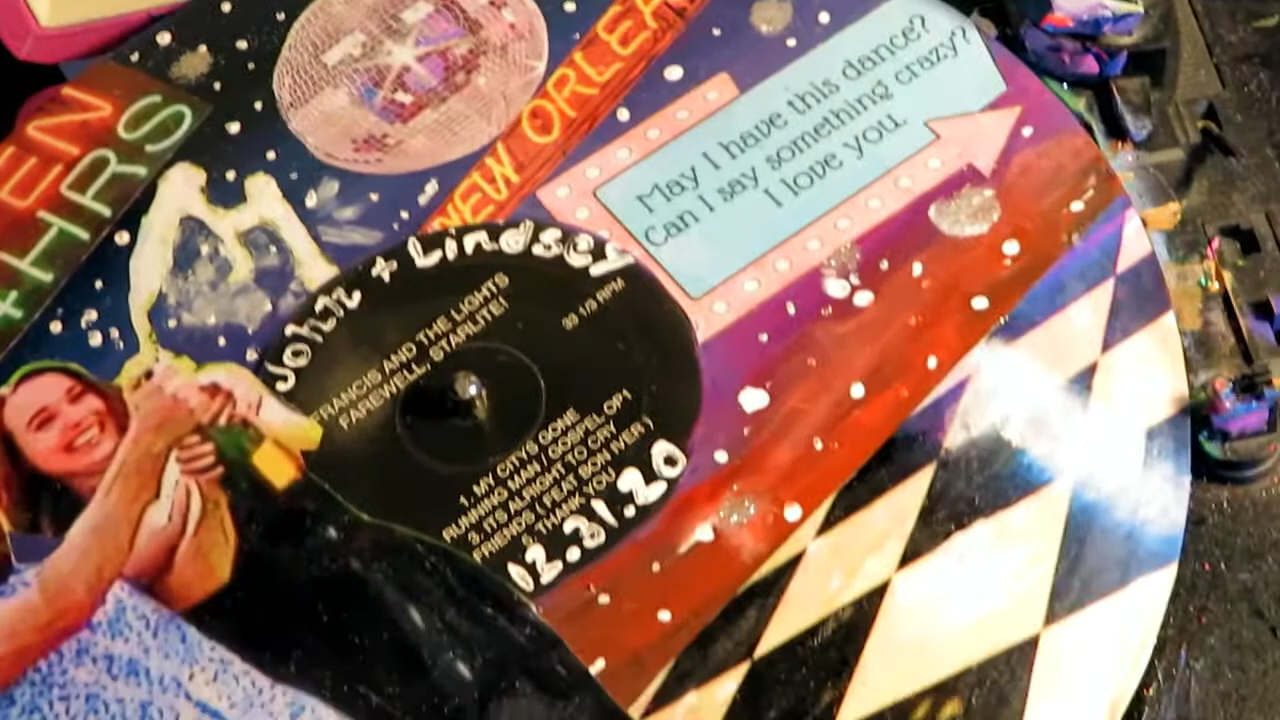 EN
HRS
NEW ORLEA
May I have this dance?
Can I say something crazy?
I love you.
John + Lindsey
FRANCIS AND THE LIGHTS
FAREWELL, STARLITE!
33 1/3 RPM
1. MY CITY'S GONE
RUNNING MAN / GOSPEL OP1
3. ITS ALRIGHT TO CRY
FRIENDS ( FEAT BON IVER )
5. THANK YOU
12.31.20